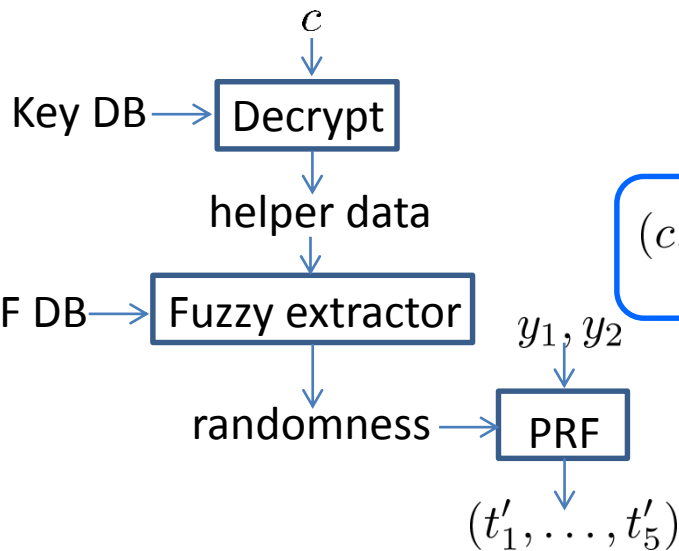 c
Key DB
Decrypt
helper data
(c
F DB
Fuzzy extractor
y₁, y₂
randomness
PRF
(t′₁, . . . , t′₅)